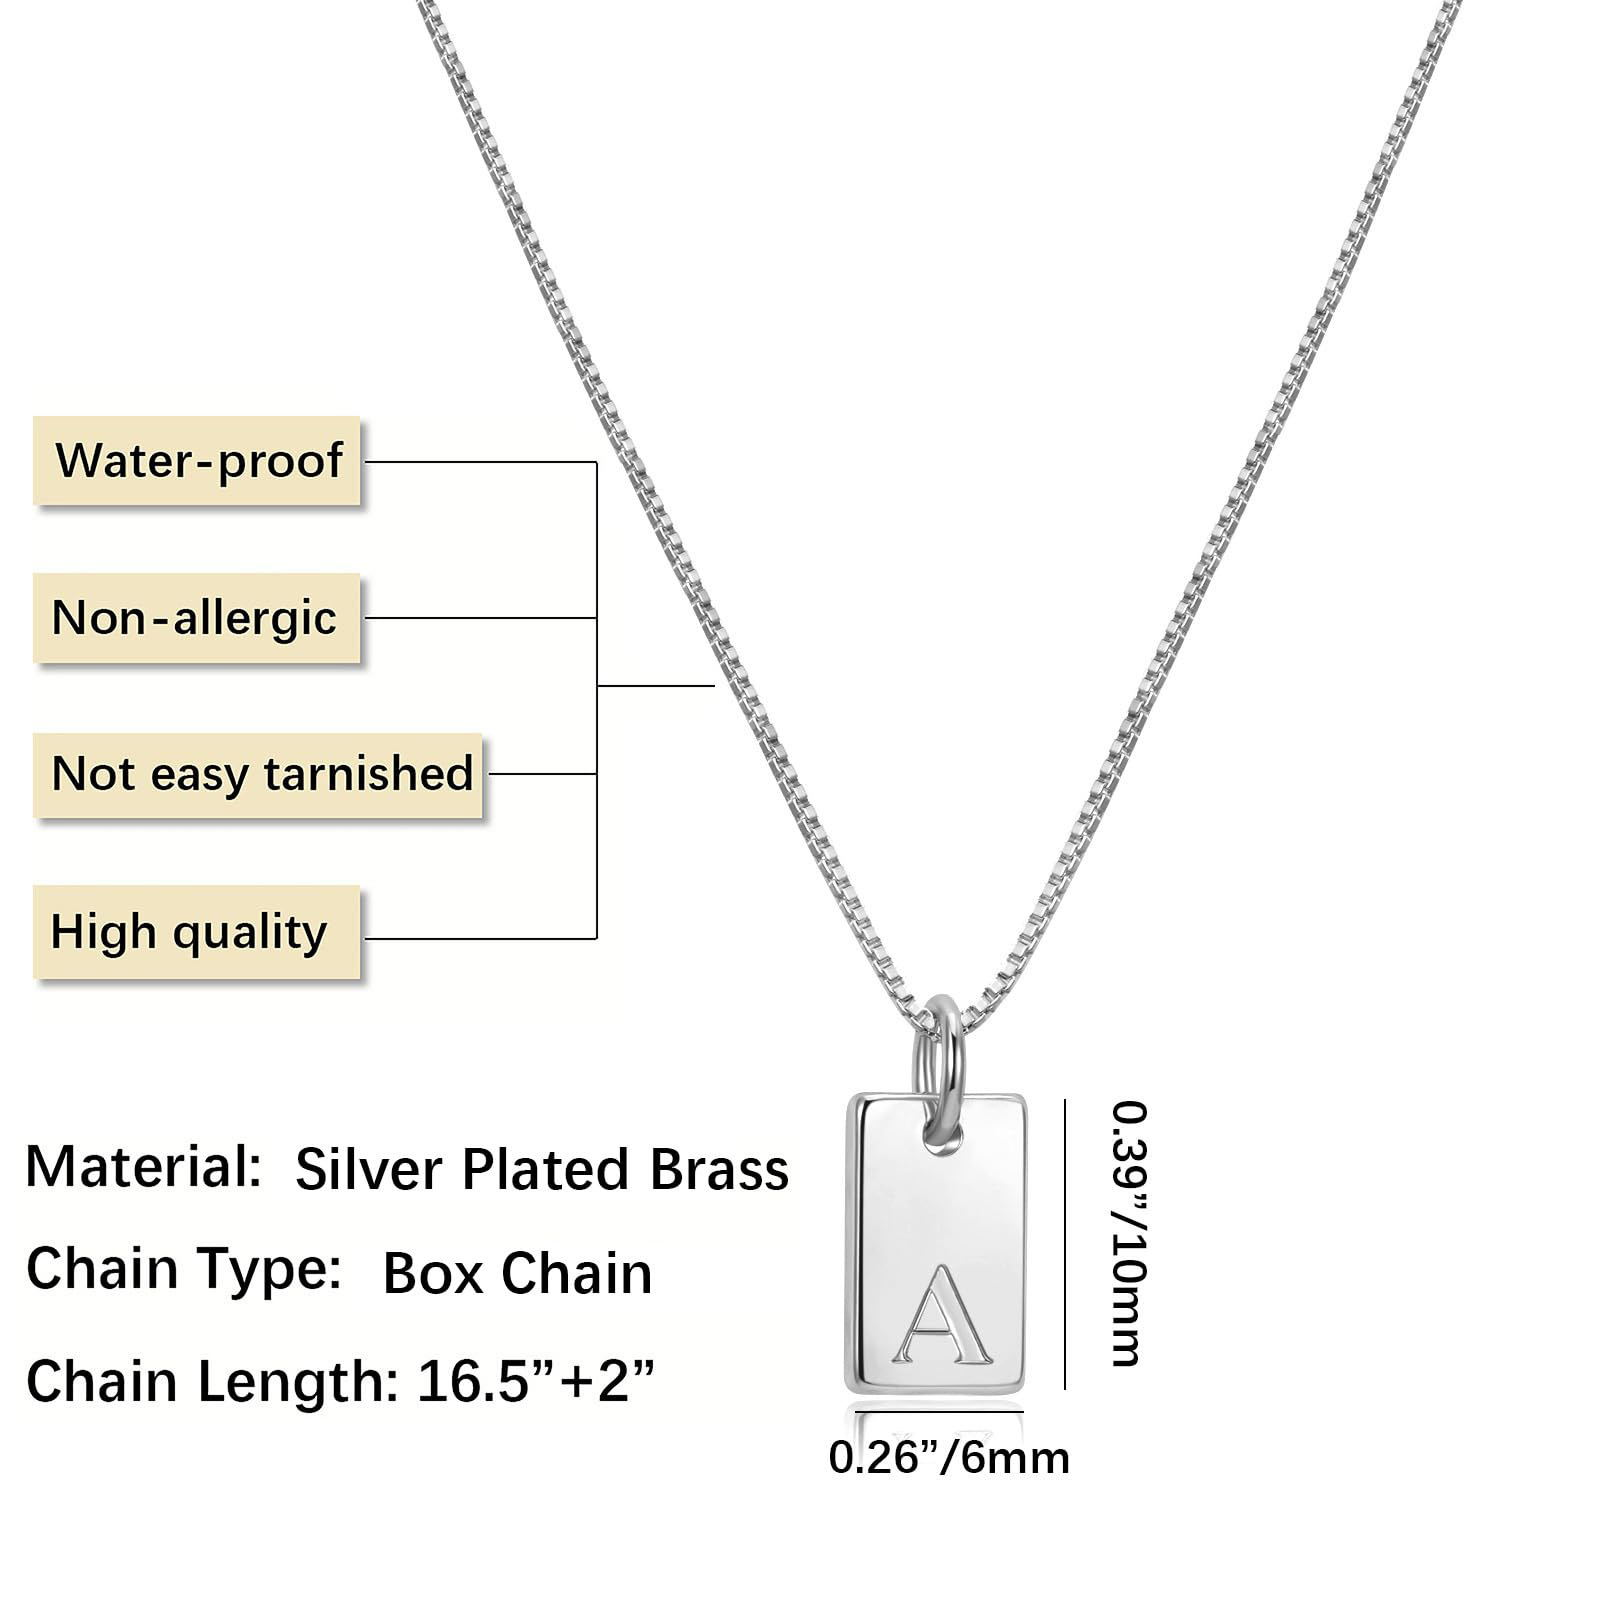 Water-proof
Non-allergic
Not easy tarnished
High quality
Material: Silver Plated Brass
Chain Type: Box Chain
Chain Length: 16.5”+2”
A
0.39”/10mm
0.26”/6mm